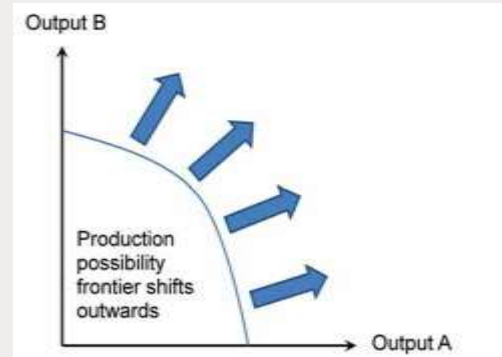 Output B
Production
possibility
frontier shifts
outwards
Output A